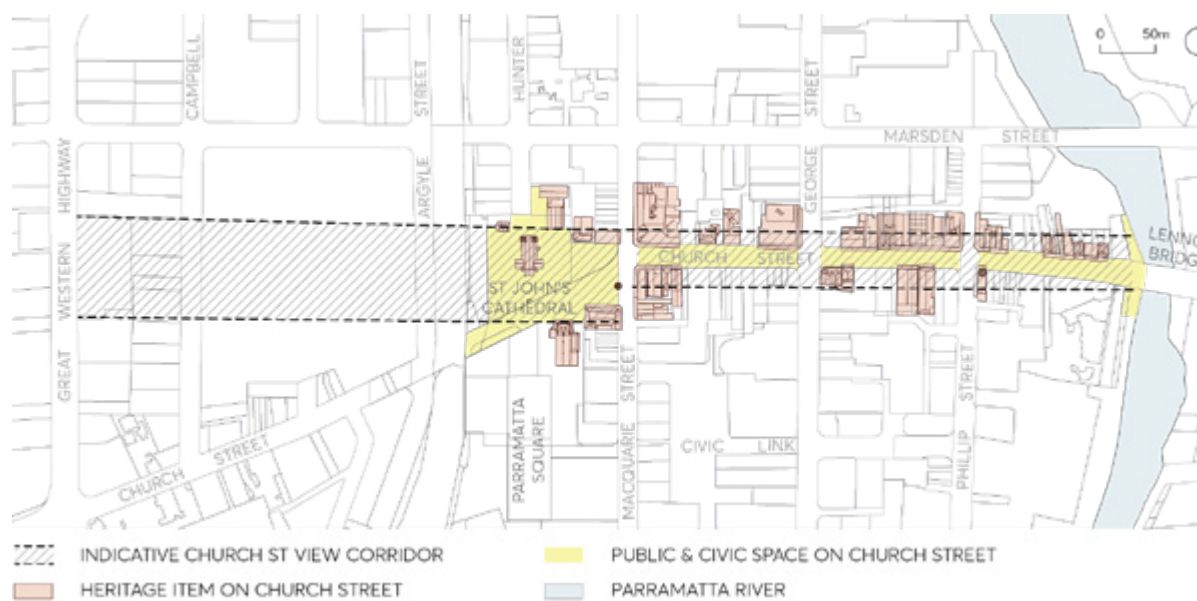 0 50m
CAMPBELL
STREET
HUNTER
STREET
MARSDEN STREET
HIGHWAY
ARGYLE
GEORGE
LENNO
BRIDG
CHURCH STREET
WESTERN
ST JOHN'S
CATHEDRAL
GREAT
STREET
STREET
PARRAMATTA
SQUARE
CIVIC LINK
CHURCH STREET
MACQUARIE
PHILLIP
INDICATIVE CHURCH ST VIEW CORRIDOR
PUBLIC & CIVIC SPACE ON CHURCH STREET
HERITAGE ITEM ON CHURCH STREET
PARRAMATTA RIVER